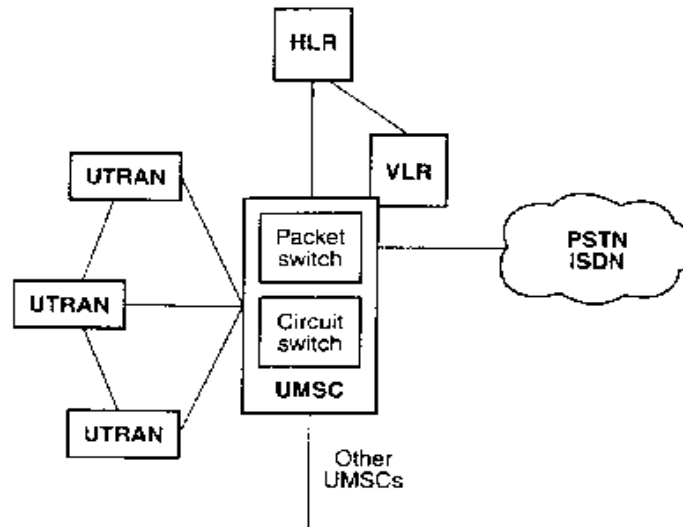 HLR
VLR
UTRAN
Packet
switch
PSTN
ISDN
UTRAN
Circuit
switch
UMSC
UTRAN
Other
UMSCs